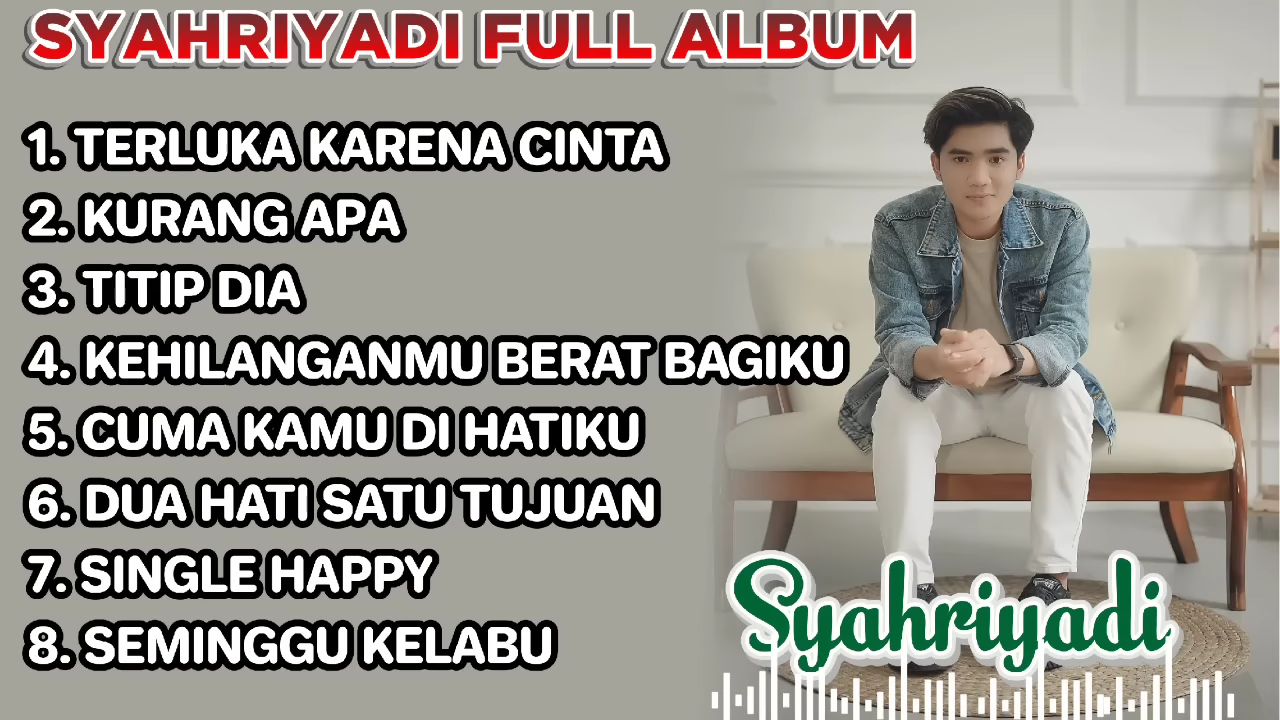 SYAHRIYADI FULL ALBUM
1. TERLUKA KARENA CINTA
2. KURANG APA
3. TITIP DIA
4. KEHILANGANMU BERAT BAGIKU
5. CUMA KAMU DI HATIKU
6. DUA HATI SATU TUJUAN
7. SINGLE HAPPY
8. SEMINGGU KELABU
Syahriyadi